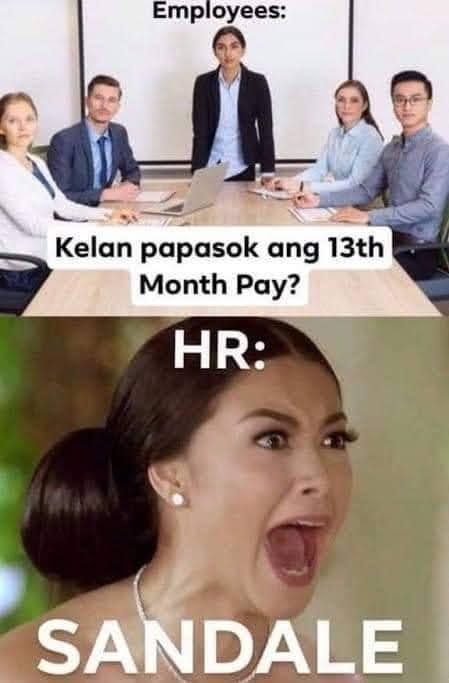 Employees:
Kelan papasok ang 13th
Month Pay?
HR:
SANDALE